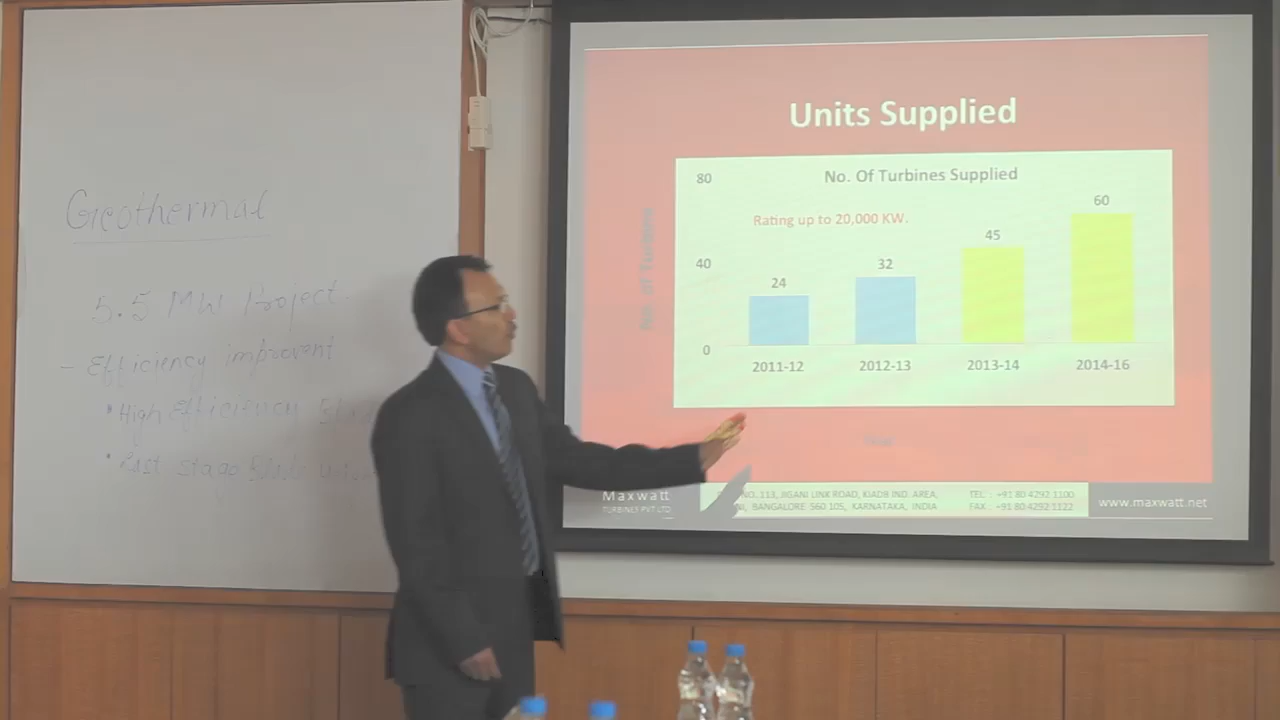 Geothermal
5.5 MW Project
- Efficiency improvent
• High Efficiency
• Last Stage Blade
Units Supplied
No. Of Turbines Supplied
Rating up to 20,000 KW.
80
40
0
24
32
45
60
2011-12
2012-13
2013-14
2014-16
Maxwatt
TURBINES PVT LTD
NO. 113, JIGANI LINK ROAD, KIADB IND. AREA,
BANGALORE 560 105, KARNATAKA, INDIA
TEL : +91 80 4292 1100
FAX : +91 80 4292 1122
www.maxwatt.net